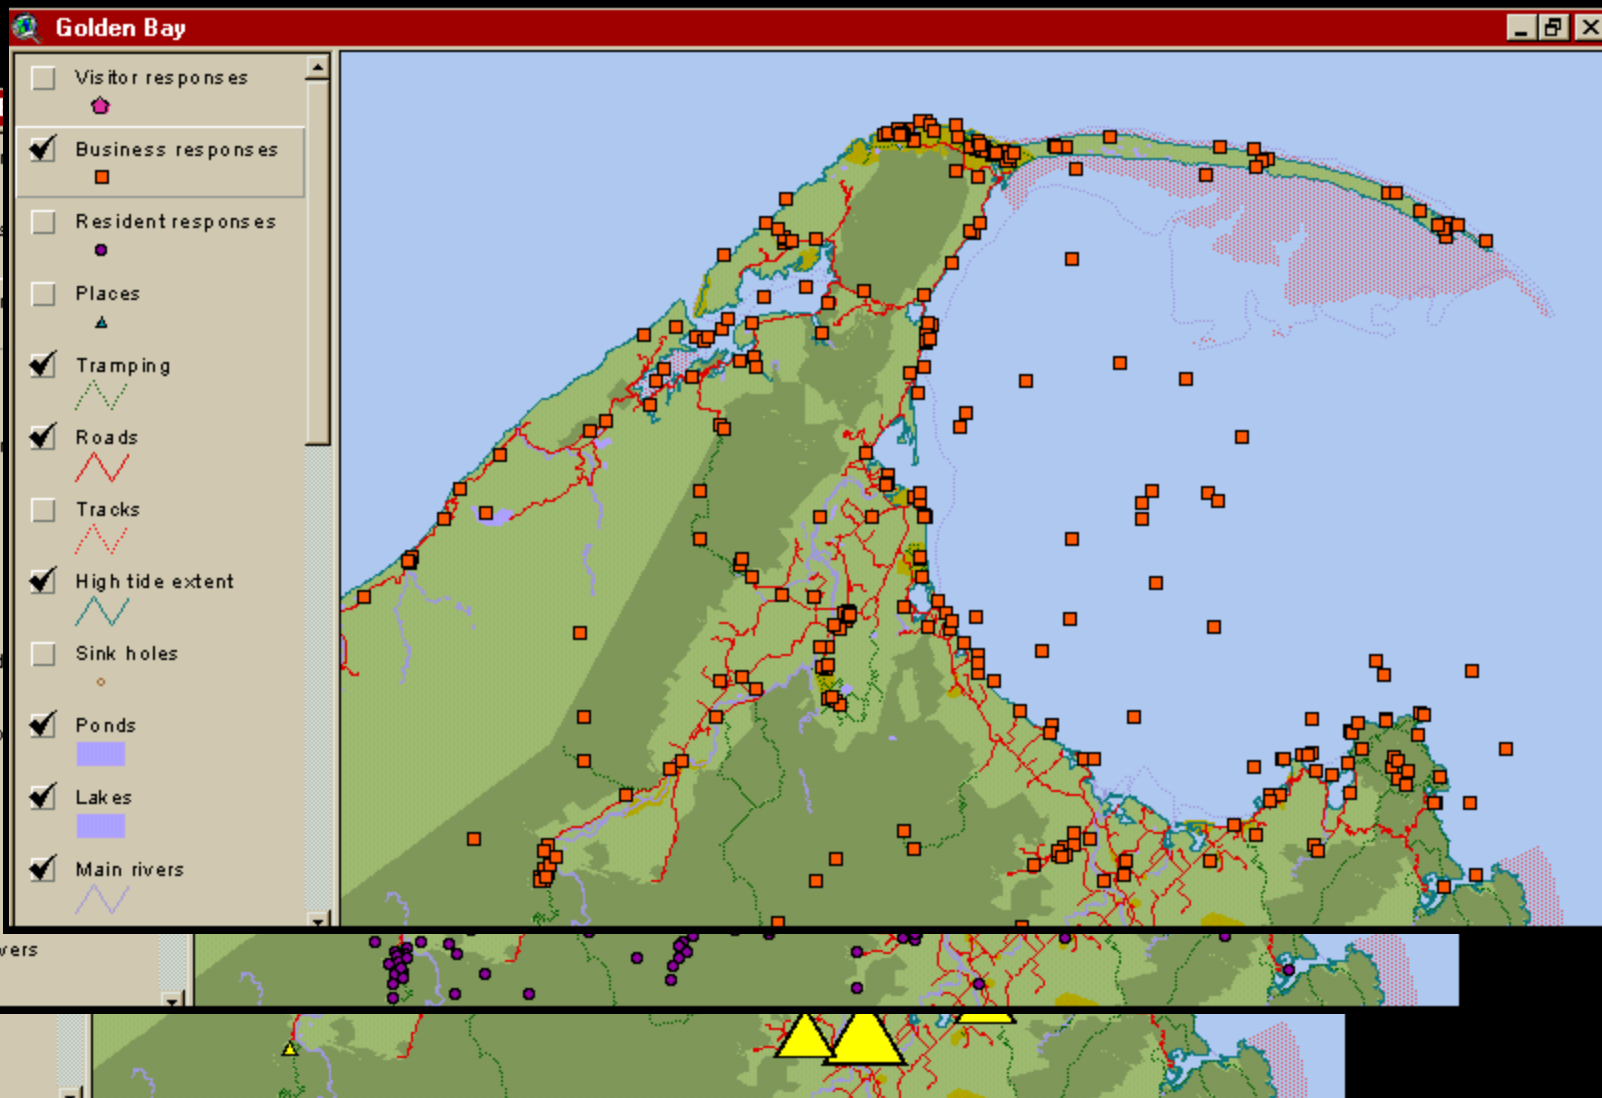 Golden Bay
Visitor responses
Business responses
Resident responses
Places
Tramping
Roads
Tracks
High tide extent
Sink holes
Ponds
Lakes
Main rivers
vers